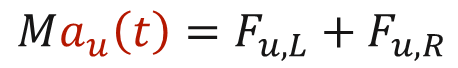 Ma_u(t) = F_{u,L} + F_{u,R}